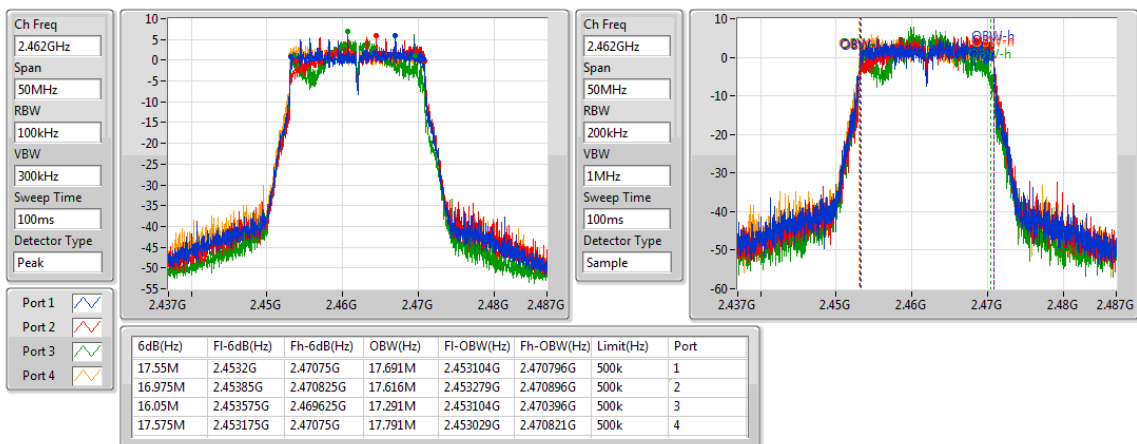 Ch Freq
2.462GHz
Span
50MHz
RBW
100kHz
VBW
300kHz
Sweep Time
100ms
Detector Type
Peak
10
5
0
-5
-10
-15
-20
-25
-30
-35
-40
-45
-50
-55
2.437G 2.45G 2.46G 2.47G 2.487G
Ch Freq
2.462GHz
Span
50MHz
RBW
200kHz
VBW
1MHz
Sweep Time
100ms
Detector Type
Sample
10
0
-10
-20
-30
-40
-50
-60
OBW-h
2.437G 2.45G 2.46G 2.47G 2.48G 2.487G
Port 1
Port 2
Port 3
Port 4
6dB(Hz) Fl-6dB(Hz) Fh-6dB(Hz) OBW(Hz) Fl-OBW(Hz) Fh-OBW(Hz) Limit(Hz) Port
17.55M 2.4532G 2.47075G 17.691M 2.453104G 2.470796G 500k 1
16.975M 2.45385G 2.470825G 17.616M 2.453279G 2.470896G 500k 2
16.05M 2.453575G 2.469625G 17.291M 2.453104G 2.470396G 500k 3
17.575M 2.453175G 2.47075G 17.791M 2.453029G 2.470821G 500k 4